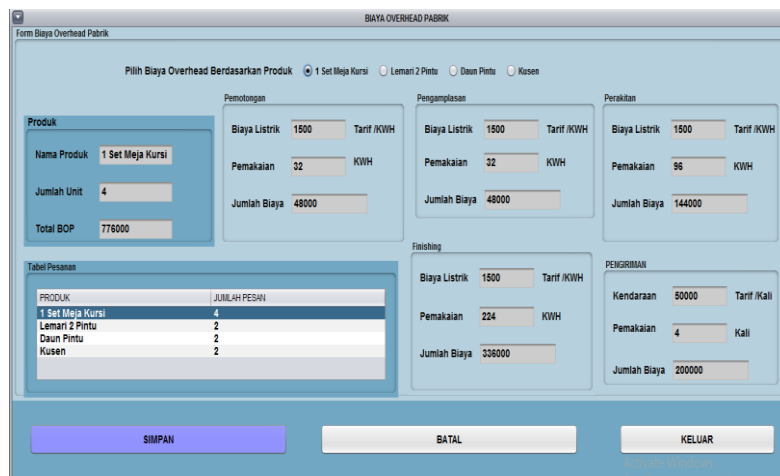 BIAYA OVERHEAD PABRIK
Form Biaya Overhead Pabrik
Pilih Biaya Overhead Berdasarkan Produk 1 Set Meja Kursi Lemari 2 Pintu Daun Pintu Kusen
Produk
Nama Produk 1 Set Meja Kursi
Jumlah Unit 4
Total BOP 776000
Pemotongan
Biaya Listrik 1500 Tarif /KWH
Pemakaian 32 KWH
Jumlah Biaya 48000
Pengamplasan
Biaya Listrik 1500 Tarif /KWH
Pemakaian 32 KWH
Jumlah Biaya 48000
Perakitan
Biaya Listrik 1500 Tarif /KWH
Pemakaian 96 KWH
Jumlah Biaya 144000
Tabel Pesanan
PRODUK JUMLAH PESAN
1 Set Meja Kursi 4
Lemari 2 Pintu 2
Daun Pintu 2
Kusen 2
Finishing
Biaya Listrik 1500 Tarif /KWH
Pemakaian 224 KWH
Jumlah Biaya 336000
PENGIRIMAN
Kendaraan 50000 Tarif /Kali
Pemakaian 4 Kali
Jumlah Biaya 200000
SIMPAN BATAL KELUAR
Activate Windows